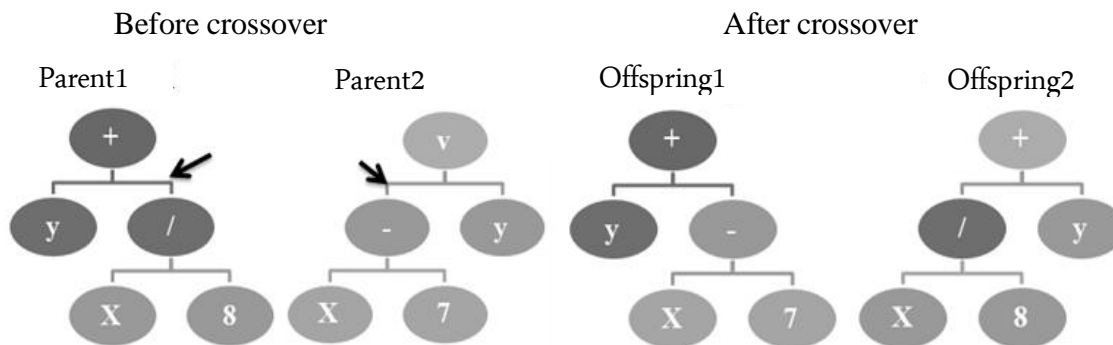 Before crossover After crossover
Parent1 Parent2 Offspring1 Offspring2
+ v + +
y / - y y - / y
X 8 X 7 X 7 X 8